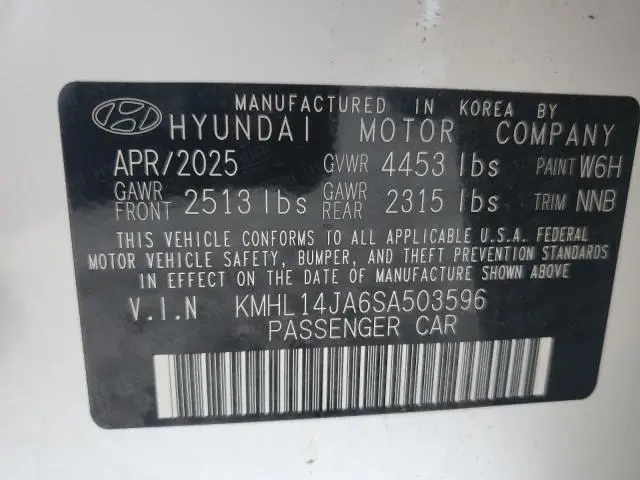 MANUFACTURED IN KOREA BY
HYUNDAI MOTOR COMPANY
APR/2025 GVWR 4453 lbs PAINT W6H
GAWR FRONT 2513 lbs GAWR REAR 2315 lbs TRIM NNB
THIS VEHICLE CONFORMS TO ALL APPLICABLE U.S.A. FEDERAL
MOTOR VEHICLE SAFETY, BUMPER, AND THEFT PREVENTION STANDARDS
IN EFFECT ON THE DATE OF MANUFACTURE SHOWN ABOVE
V.I.N KMHL14JA6SA503596
PASSENGER CAR